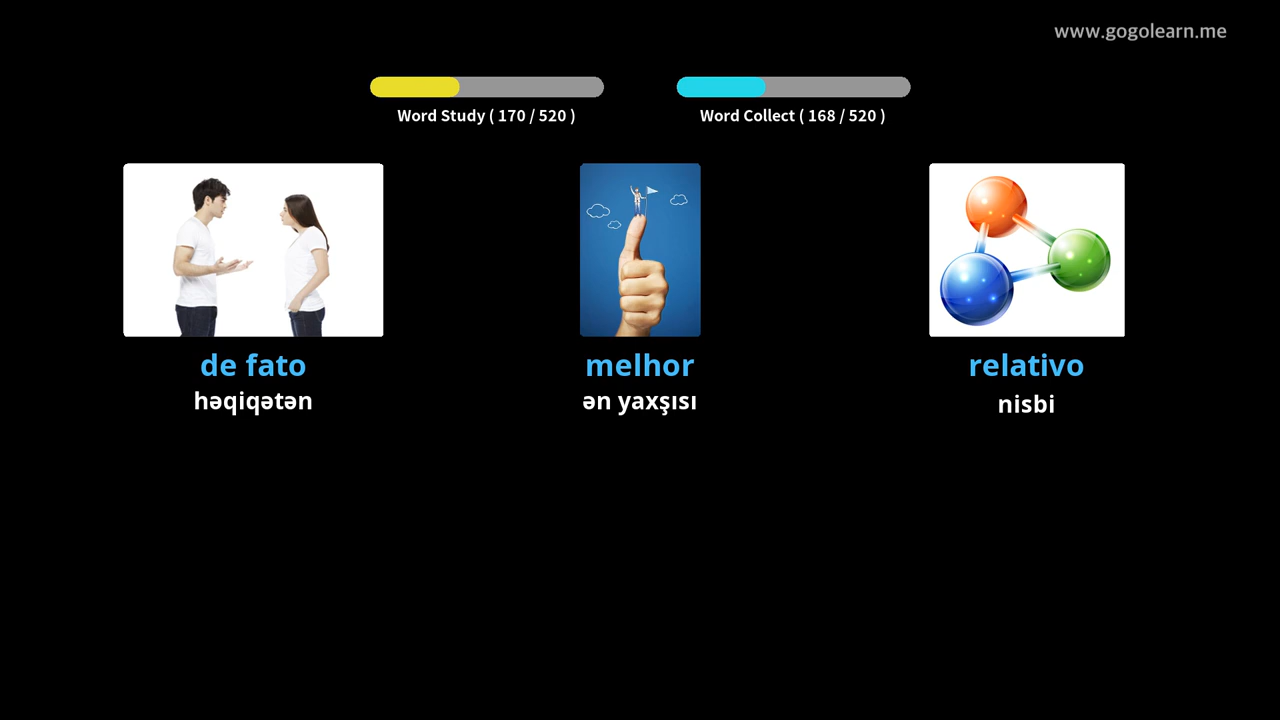 www.gogolearn.me
Word Study ( 170 / 520 )
Word Collect ( 168 / 520 )
de fato
həqiqətən
melhor
ən yaxşısı
relativo
nisbi